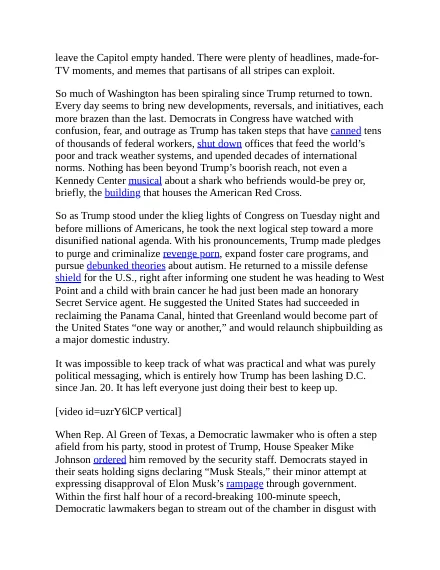 leave the Capitol empty handed. There were plenty of headlines, made-for-
TV moments, and memes that partisans of all stripes can exploit.
So much of Washington has been spiraling since Trump returned to town.
Every day seems to bring new developments, reversals, and initiatives, each
more brazen than the last. Democrats in Congress have watched with
confusion, fear, and outrage as Trump has taken steps that have canned tens
of thousands of federal workers, shut down offices that feed the world’s
poor and track weather systems, and upended decades of international
norms. Nothing has been beyond Trump’s boorish reach, not even a
Kennedy Center musical about a shark who befriends would-be prey or,
briefly, the building that houses the American Red Cross.
So as Trump stood under the klieg lights of Congress on Tuesday night and
before millions of Americans, he took the next logical step toward a more
disunified national agenda. With his pronouncements, Trump made pledges
to purge and criminalize revenge porn, expand foster care programs, and
pursue debunked theories about autism. He returned to a missile defense
shield for the U.S., right after informing one student he was heading to West
Point and a child with brain cancer he had just been made an honorary
Secret Service agent. He suggested the United States had succeeded in
reclaiming the Panama Canal, hinted that Greenland would become part of
the United States “one way or another,” and would relaunch shipbuilding as
a major domestic industry.
It was impossible to keep track of what was practical and what was purely
political messaging, which is entirely how Trump has been lashing D.C.
since Jan. 20. It has left everyone just doing their best to keep up.
[video id=uzrY6lCP vertical]
When Rep. Al Green of Texas, a Democratic lawmaker who is often a step
afield from his party, stood in protest of Trump, House Speaker Mike
Johnson ordered him removed by the security staff. Democrats stayed in
their seats holding signs declaring “Musk Steals,” their minor attempt at
expressing disapproval of Elon Musk’s rampage through government.
Within the first half hour of a record-breaking 100-minute speech,
Democratic lawmakers began to stream out of the chamber in disgust with